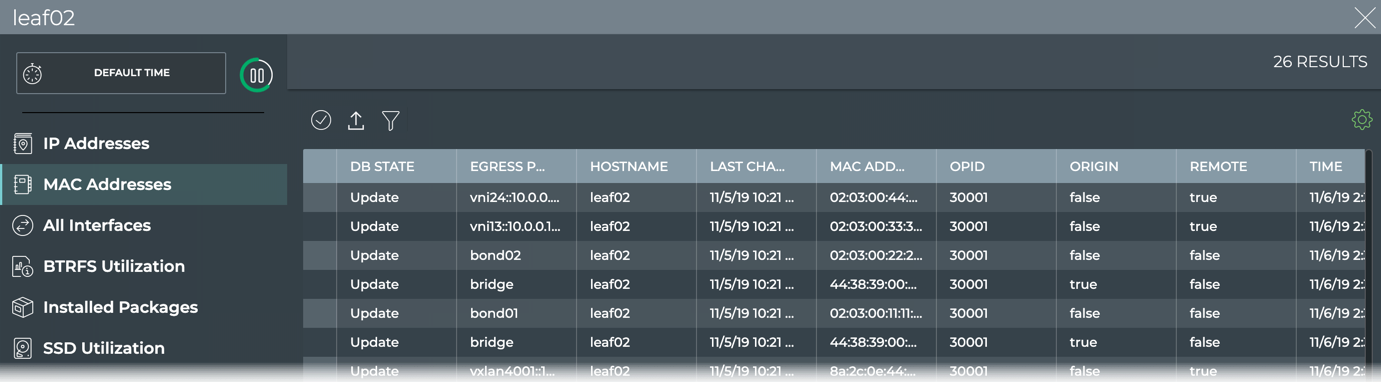 leaf02
DEFAULT TIME
26 RESULTS
IP Addresses
MAC Addresses
All Interfaces
BTRFS Utilization
Installed Packages
SSD Utilization
DB STATE EGRESS P... HOSTNAME LAST CHA... MAC ADD... OPID ORIGIN REMOTE TIME
Update vni24::10.0.0.... leaf02 11/5/19 10:21 ... 02:03:00:44:... 30001 false true 11/6/19 2:
Update vni13::10.0.0.1... leaf02 11/5/19 10:21 ... 02:03:00:33:3... 30001 false true 11/6/19 2:
Update bond02 leaf02 11/5/19 10:21 ... 02:03:00:22:2... 30001 false false 11/6/19 2:
Update bridge leaf02 11/5/19 10:21 ... 44:38:39:00:... 30001 true false 11/6/19 2:
Update bond01 leaf02 11/5/19 10:21 ... 02:03:00:11:11:... 30001 false false 11/6/19 2:
Update bridge leaf02 11/5/19 10:21 ... 44:38:39:00:... 30001 true false 11/6/19 2:
Update vxlan4001::1... leaf02 11/5/19 10:21 ... 8a:2c:0e:44:... 30001 false false 11/6/19 2: